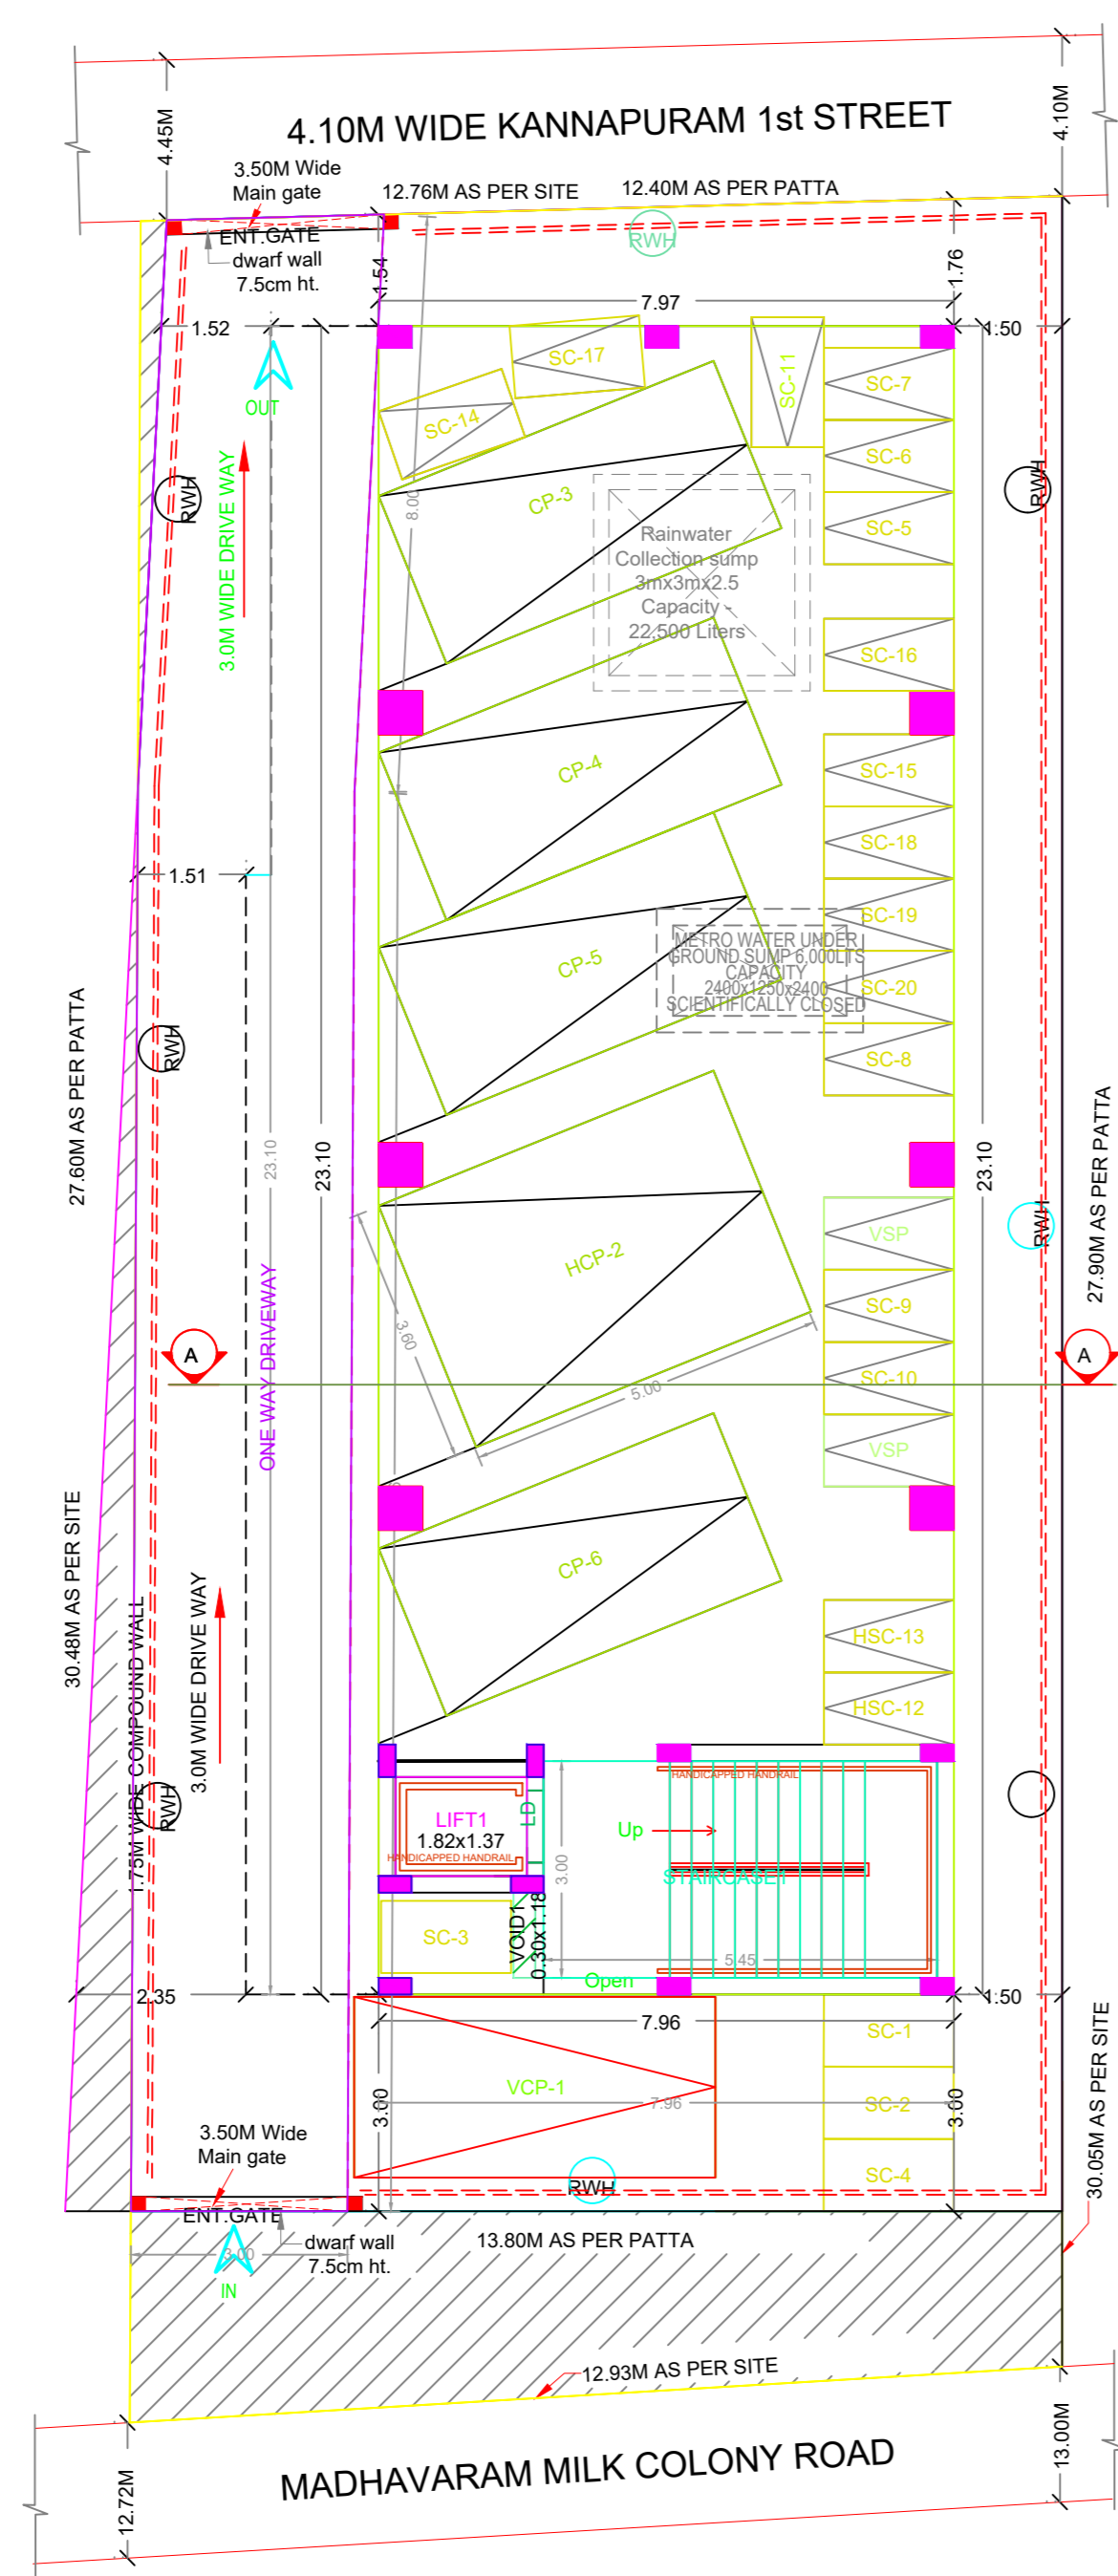 4.45M
4.10M
4.10M WIDE KANNAPURAM 1st STREET
3.50M Wide
Main gate
12.76M AS PER SITE
12.40M AS PER PATTA
ENT.GATE
dwarf wall
7.5cm ht.
RWH
1.54
1.76
7.97
1.52
1.50
OUT
SC-17
SC-14
SC-11
SC-7
SC-6
SC-5
CP-3
8.00
RWH
RWH
3.0M WIDE DRIVE WAY
Rainwater
Collection sump
3mx3mx2.5
Capacity -
22,500 Liters
SC-16
CP-4
SC-15
SC-18
1.51
SC-19
CP-5
METRO WATER UNDER
GROUND SUMP 6,000LITS
CAPACITY
2400x1250x2400
SCIENTIFICALLY CLOSED
SC-20
SC-8
RWH
27.60M AS PER PATTA
23.10
23.10
23.10
27.90M AS PER PATTA
VSP
RWH
HCP-2
SC-9
3.60
5.00
SC-10
A
A
ONE WAY DRIVEWAY
VSP
30.48M AS PER SITE
CP-6
HSC-13
HSC-12
1.75M WIDE COMPOUND WALL
3.0M WIDE DRIVE WAY
RWH
HANDICAPPED HANDRAIL
LIFT1
1.82x1.37
HANDICAPPED HANDRAIL
LD
Up
3.00
STAIRCASE1
SC-3
VOID1
0.30x1.18
5.45
Open
2.35
1.50
7.96
SC-1
VCP-1
3.00
7.96
SC-2
3.00
SC-4
RWH
3.50M Wide
Main gate
ENT.GATE
dwarf wall
7.5cm ht.
3.00
IN
13.80M AS PER PATTA
30.05M AS PER SITE
12.93M AS PER SITE
12.72M
13.00M
MADHAVARAM MILK COLONY ROAD